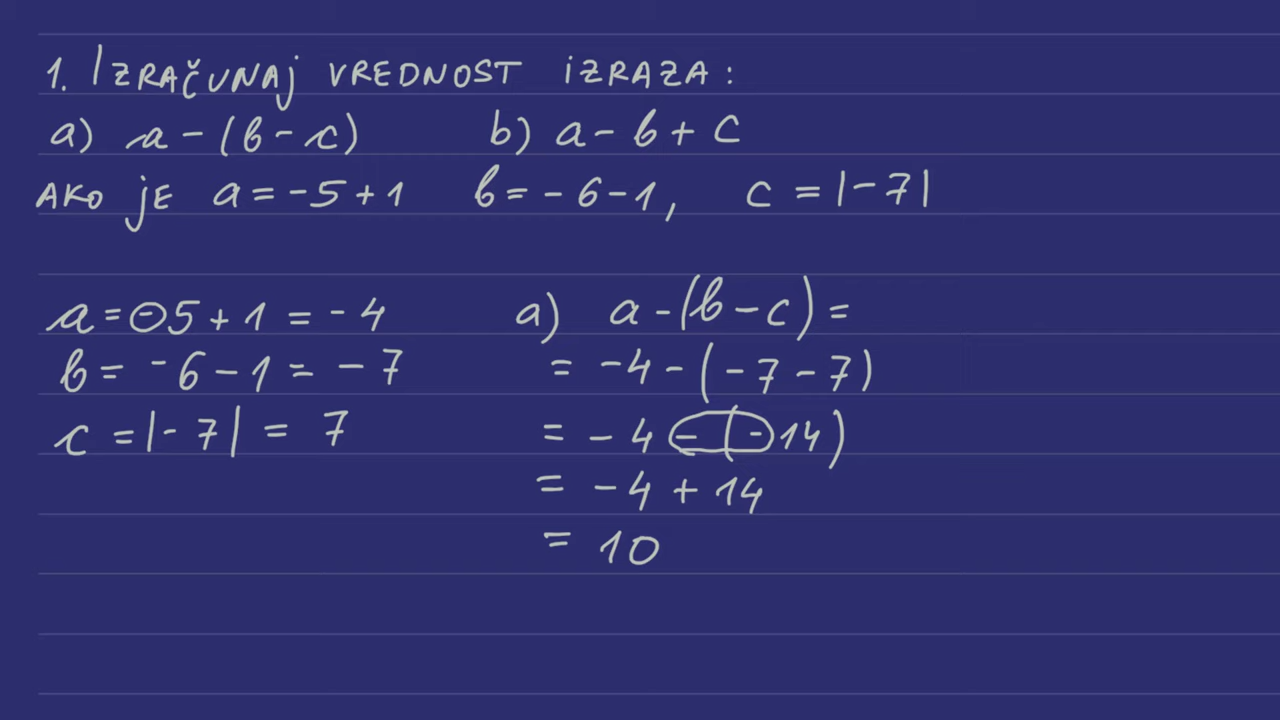 1. Izračunaj vrednost izraza:
a) a - (b - c) b) a - b + c
Ako je a = -5 + 1 b = -6 - 1, c = |-7|
a = -5 + 1 = -4
b = -6 - 1 = -7
c = |-7| = 7
a) a - (b - c) =
= -4 - (-7 - 7)
= -4 - (-14)
= -4 + 14
= 10